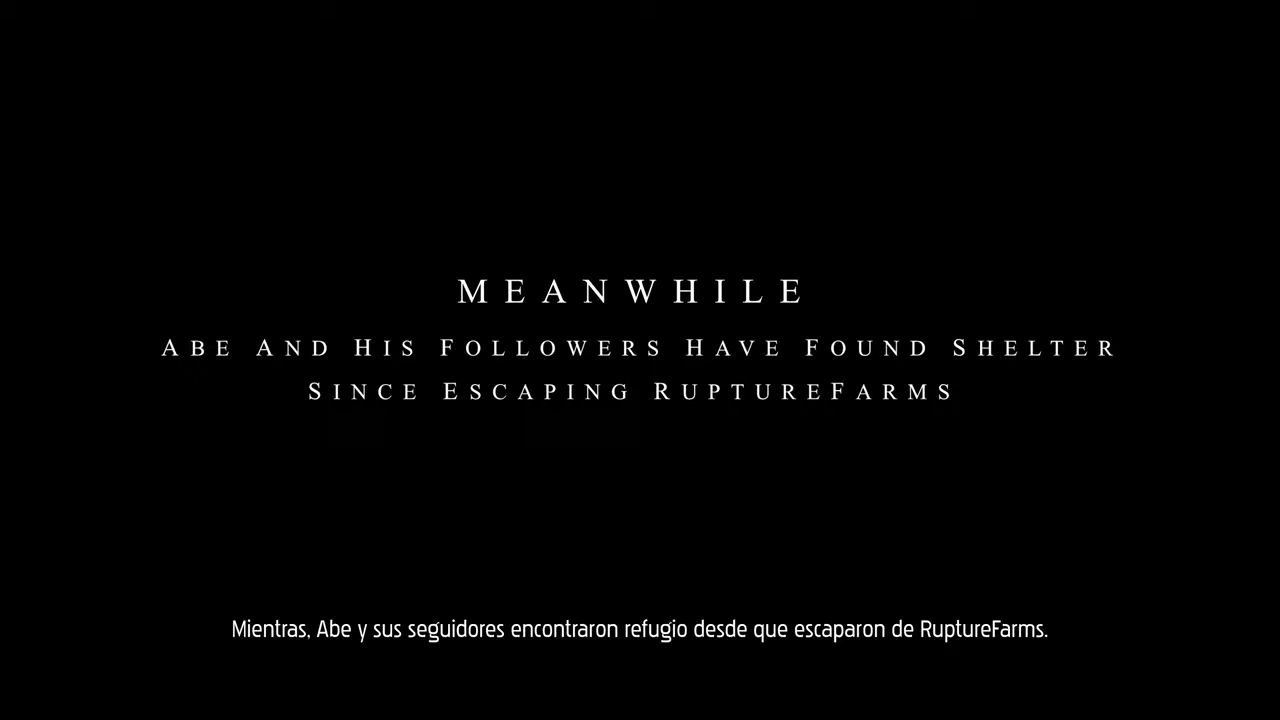 MEANWHILE
ABE AND HIS FOLLOWERS HAVE FOUND SHELTER
SINCE ESCAPING RUPTUREFARMS
Mientras, Abe y sus seguidores encontraron refugio desde que escaparon de RuptureFarms.